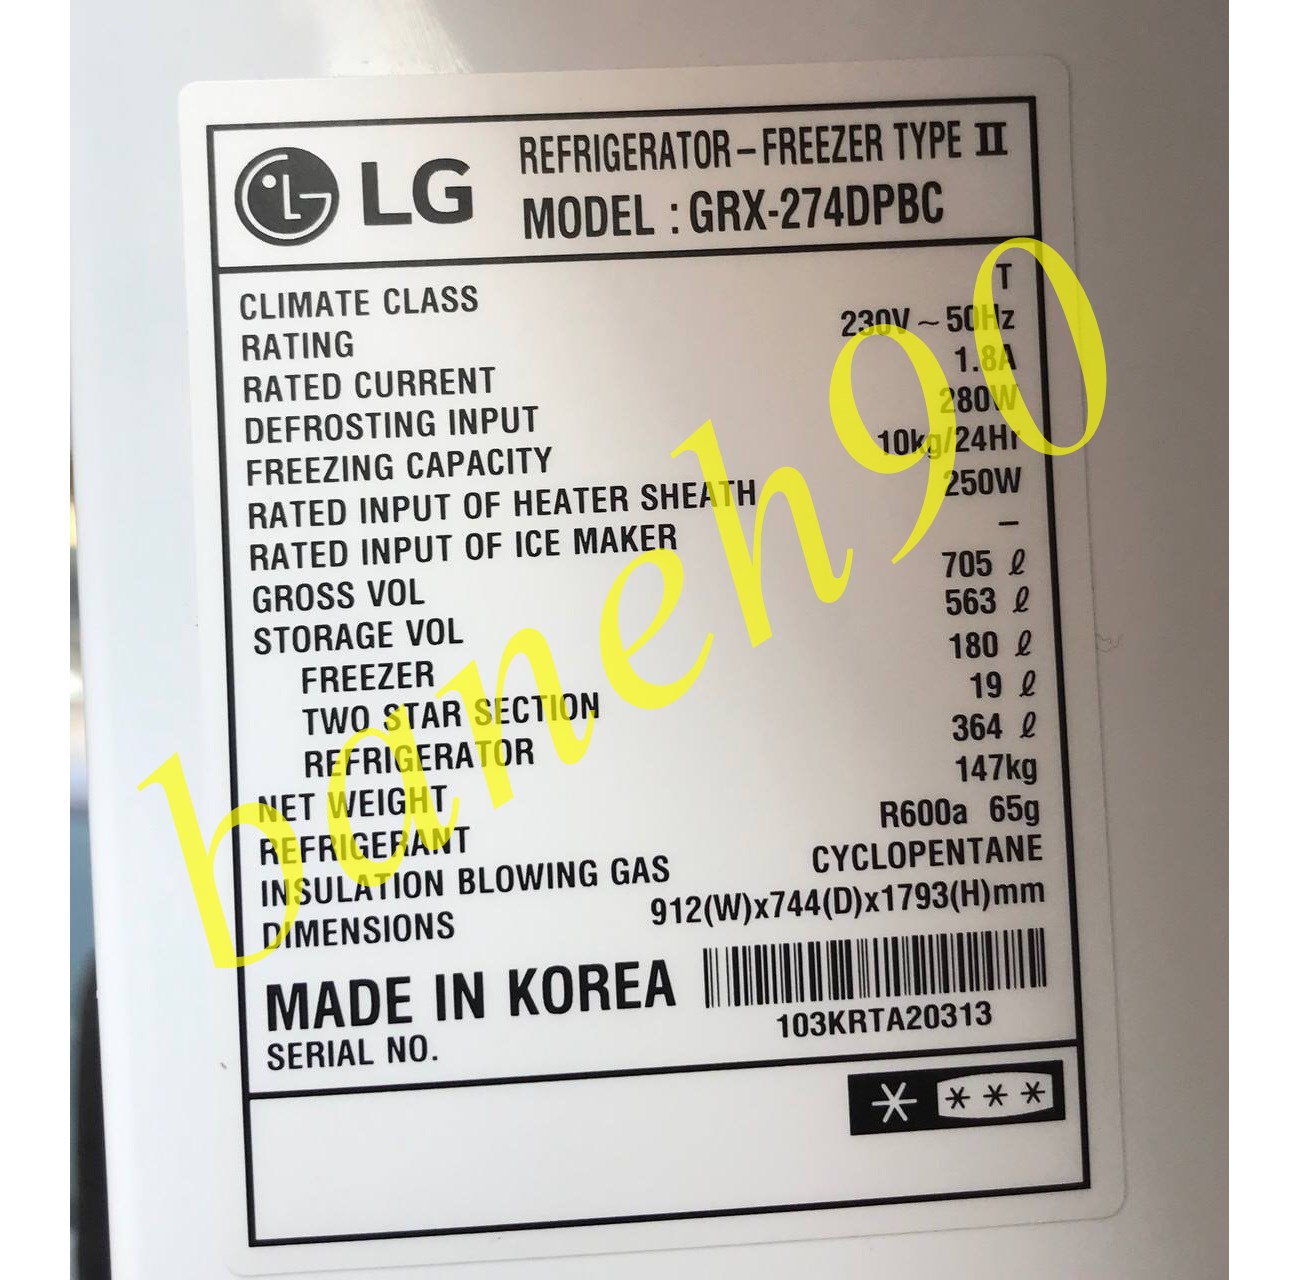 LG
REFRIGERATOR-FREEZER TYPE II
MODEL : GRX-274DPBC
CLIMATE CLASS T
RATING 230V ~ 50Hz
RATED CURRENT 1.8A
DEFROSTING INPUT 280W
FREEZING CAPACITY 10kg/24Hr
RATED INPUT OF HEATER SHEATH 250W
RATED INPUT OF ICE MAKER –
GROSS VOL 705 ℓ
STORAGE VOL 563 ℓ
FREEZER 180 ℓ
TWO STAR SECTION 19 ℓ
REFRIGERATOR 364 ℓ
NET WEIGHT 147kg
REFRIGERANT R600a 65g
INSULATION BLOWING GAS CYCLOPENTANE
DIMENSIONS 912(W)x744(D)x1793(H)mm
MADE IN KOREA
SERIAL NO. 103KRTA20313
baneh90